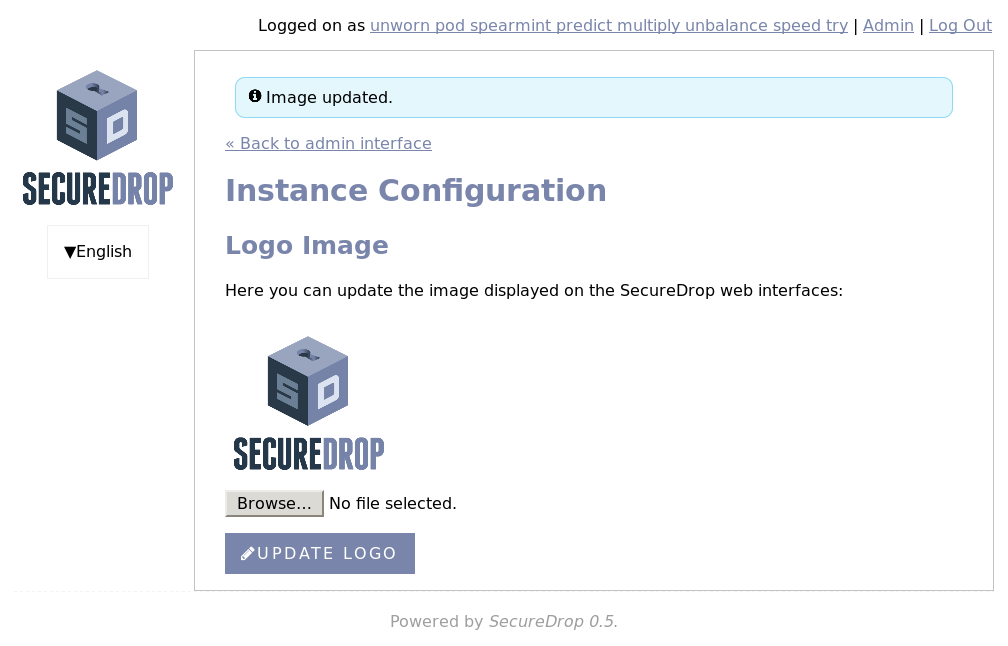 Logged on as unworn pod spearmint predict multiply unbalance speed try | Admin | Log Out
S D
SECUREDROP
▼English
Image updated.
« Back to admin interface
Instance Configuration
Logo Image
Here you can update the image displayed on the SecureDrop web interfaces:
S D
SECUREDROP
Browse... No file selected.
UPDATE LOGO
Powered by SecureDrop 0.5.